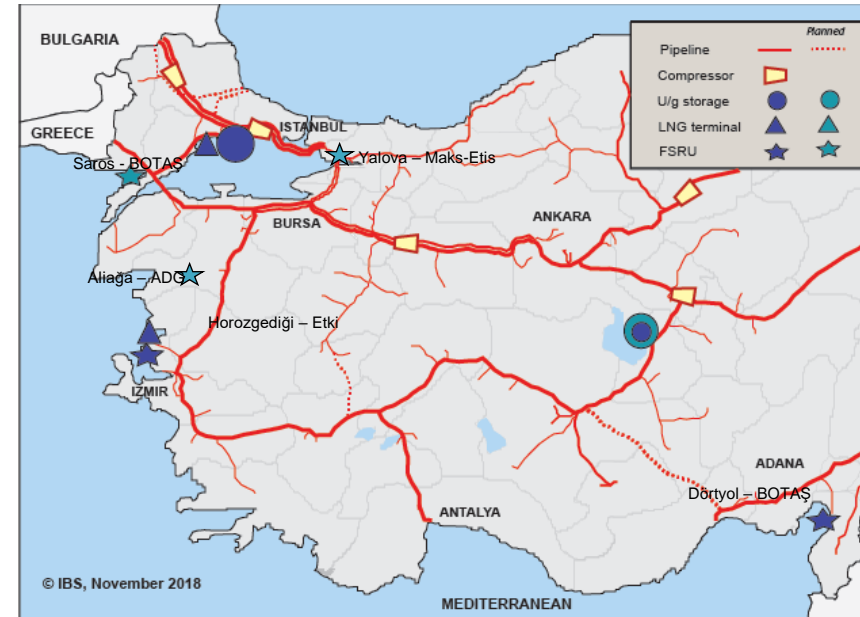 BULGARIA
Planned
Pipeline
Compressor
U/g storage
LNG terminal
FSRU
GREECE
ISTANBUL
Saros - BOTAŞ
Yalova – Maks-Etis
BURSA
ANKARA
Aliağa – ADG
Horozgediği – Etki
IZMIR
ADANA
Dörtyol – BOTAŞ
ANTALYA
© IBS, November 2018
MEDITERRANEAN